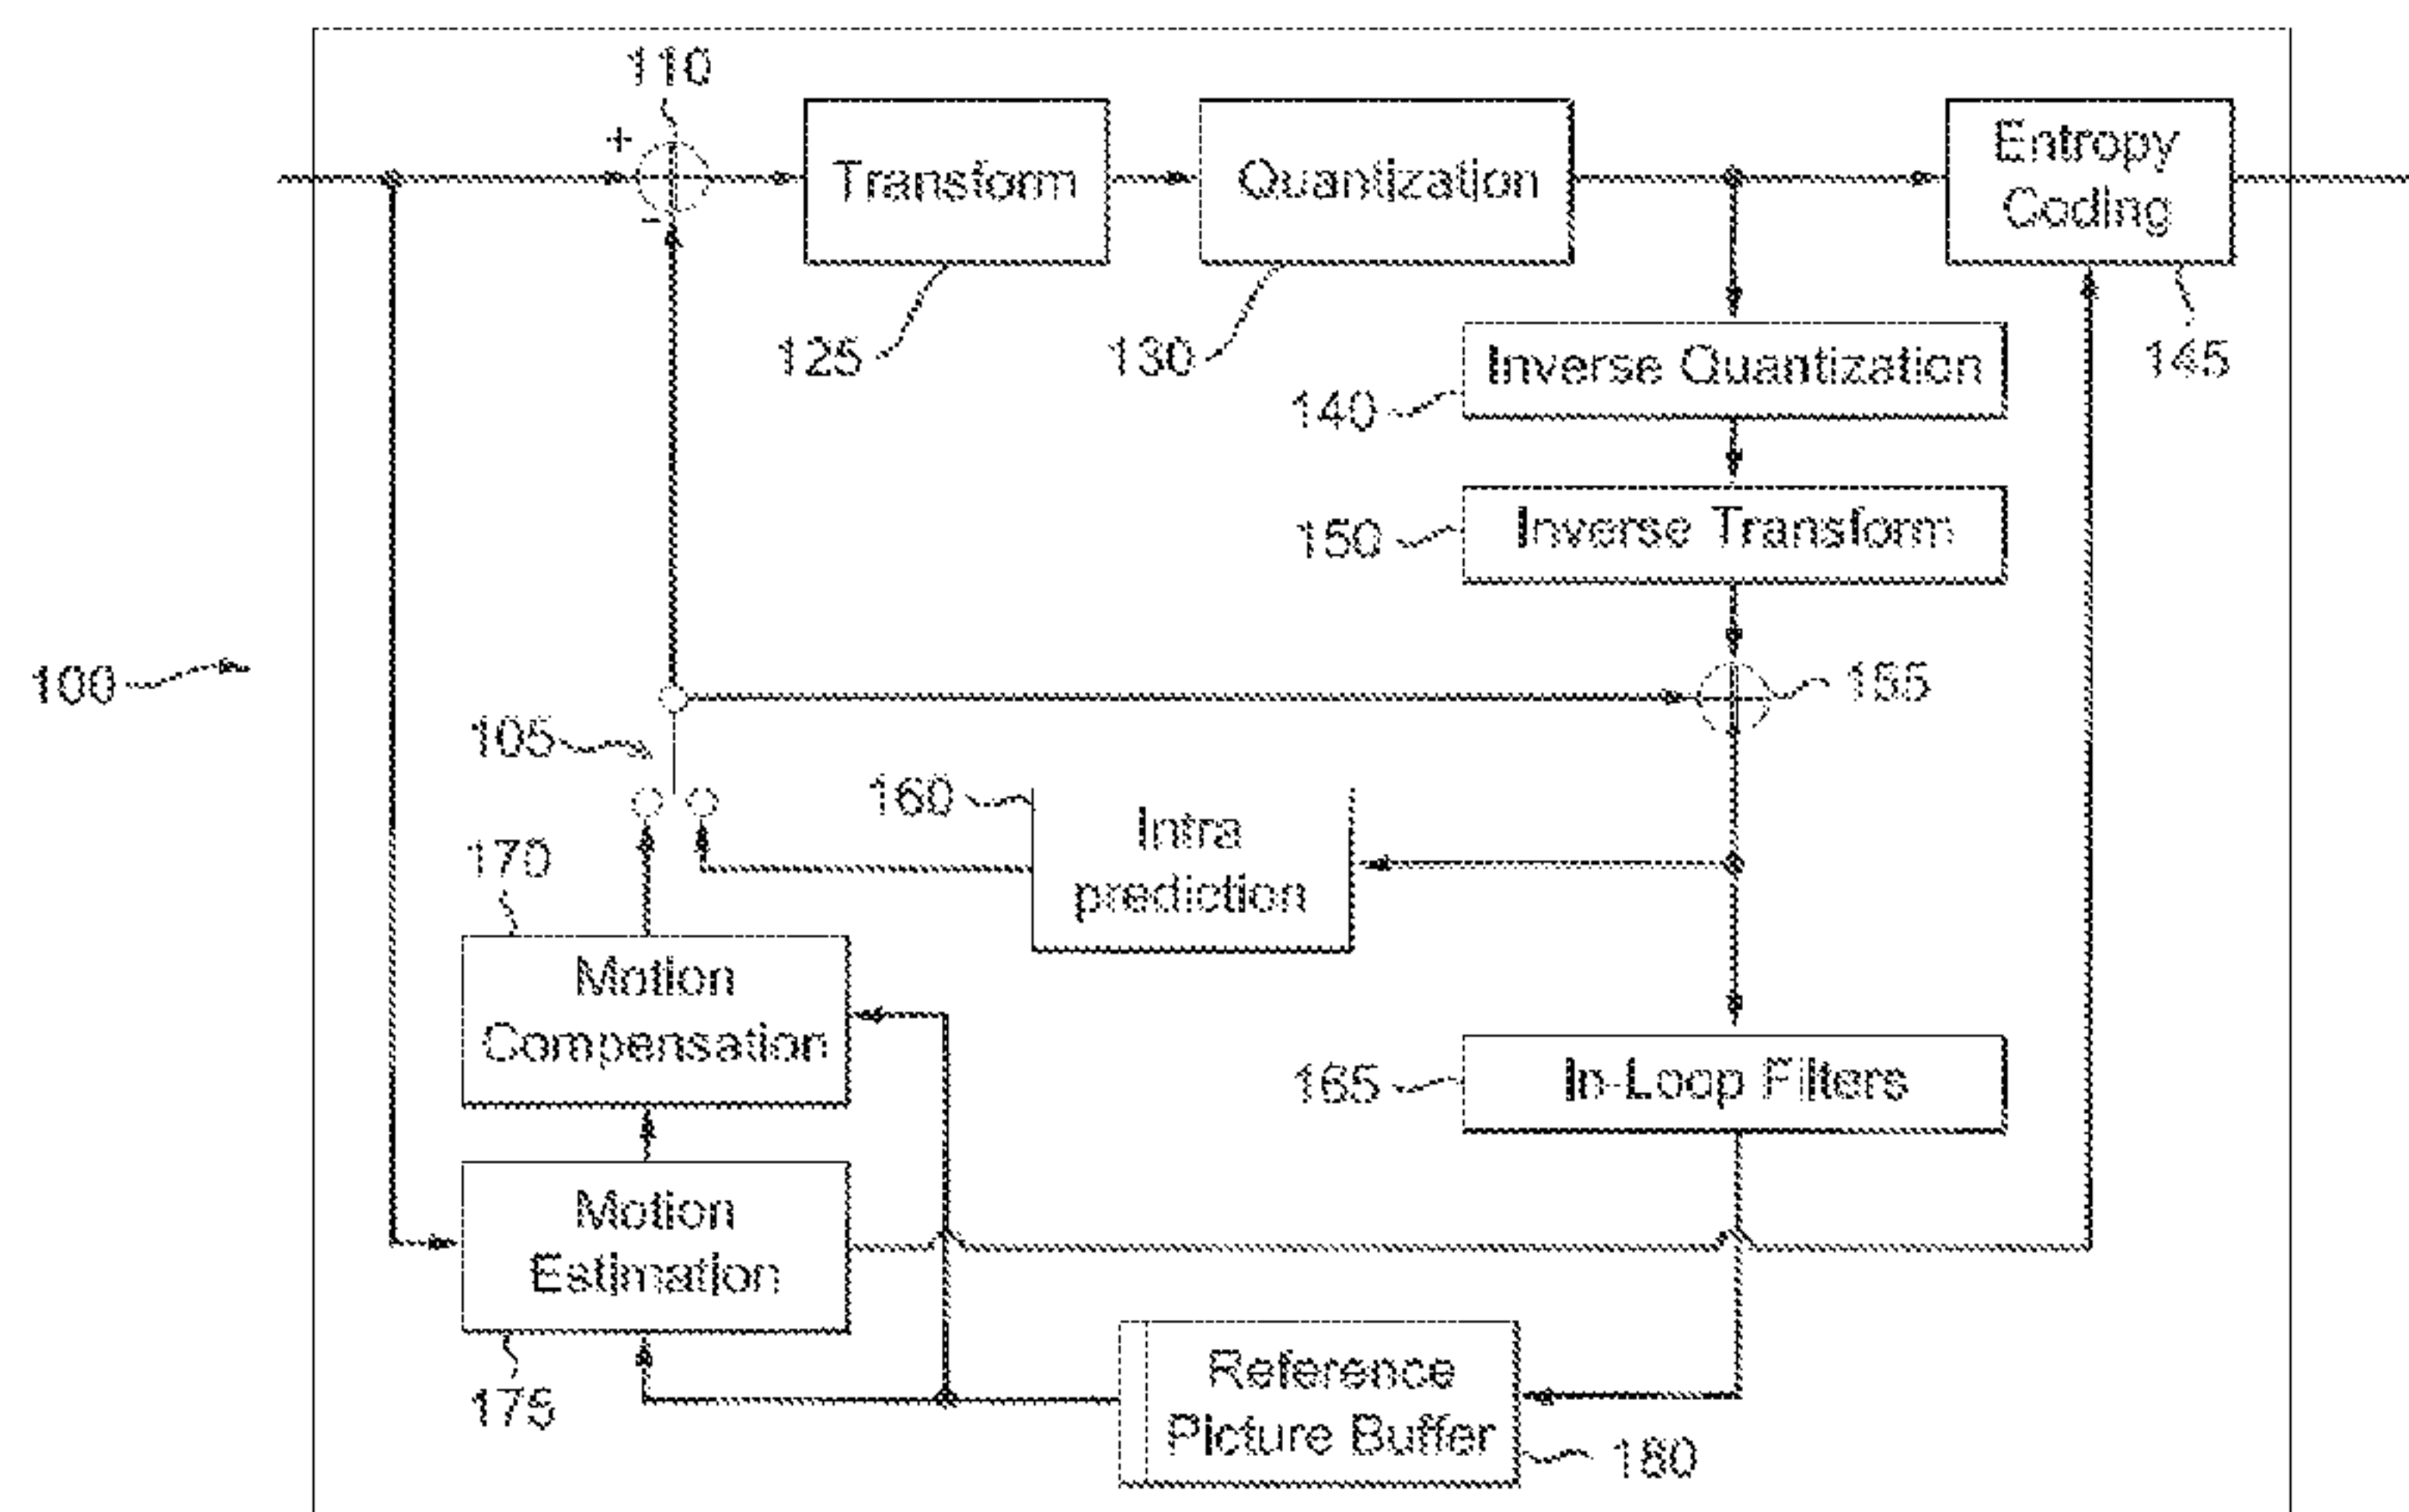 110
+
-
Transform
Quantization
Entropy
Coding
125
130
145
Inverse Quantization
140
Inverse Transform
150
100
155
105
160
Intra
prediction
170
Motion
Compensation
In-Loop Filters
165
Motion
Estimation
175
Reference
Picture Buffer
180